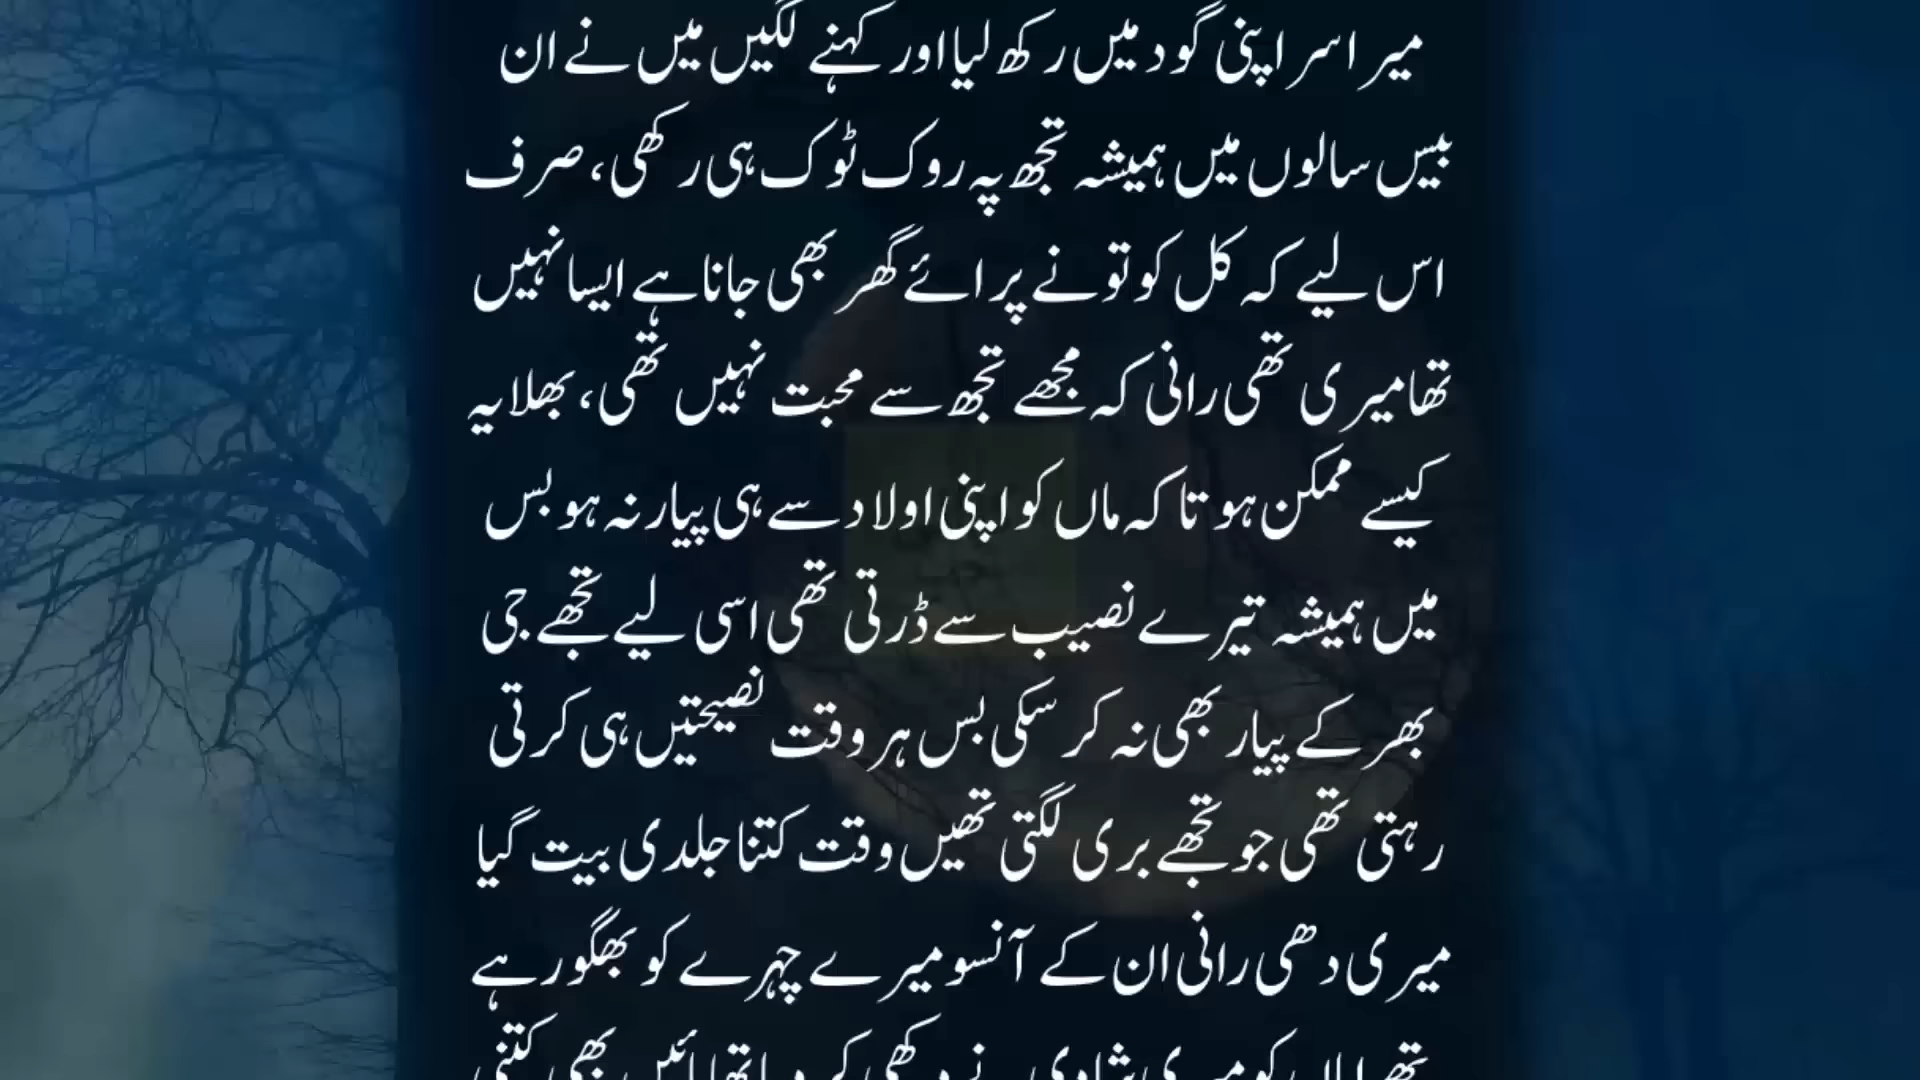 میرا سر اپنی گود میں رکھ لیا اور کہنے لگیں میں نے ان
بیس سالوں میں ہمیشہ تجھ پہ روک ٹوک ہی رکھی، صرف
اس لیے کہ کل کو تو نے پرائے گھر بھی جانا ہے ایسا نہیں
تھا میری تھی رانی کہ مجھے تجھ سے محبت نہیں تھی، بھلا یہ
کیسے ممکن ہوتا کہ ماں کو اپنی اولاد سے ہی پیار نہ ہو بس
میں ہمیشہ تیرے نصیب سے ڈرتی تھی اسی لیے تجھے جی
بھر کے پیار بھی نہ کر سکی بس ہر وقت نصیحتیں ہی کرتی
رہتی تھی جو تجھے بری لگتی تھیں وقت کتنا جلدی بیت گیا
میری دھی رانی ان کے آنسو میرے چہرے کو بھگو رہے